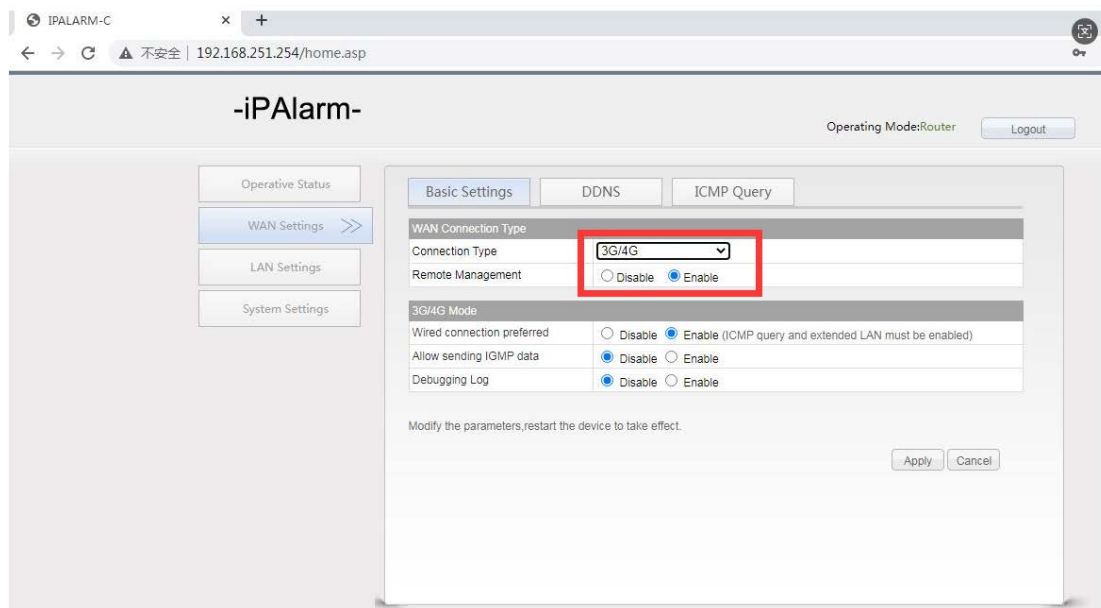 IPALARM-C
不安全 | 192.168.251.254/home.asp
-iPAlarm-
Operating Mode:Router
Logout
Operative Status
WAN Settings
LAN Settings
System Settings
Basic Settings
DDNS
ICMP Query
WAN Connection Type
Connection Type 3G/4G
Remote Management Disable Enable
3G/4G Mode
Wired connection preferred Disable Enable (ICMP query and extended LAN must be enabled)
Allow sending IGMP data Disable Enable
Debugging Log Disable Enable
Modify the parameters,restart the device to take effect.
Apply Cancel